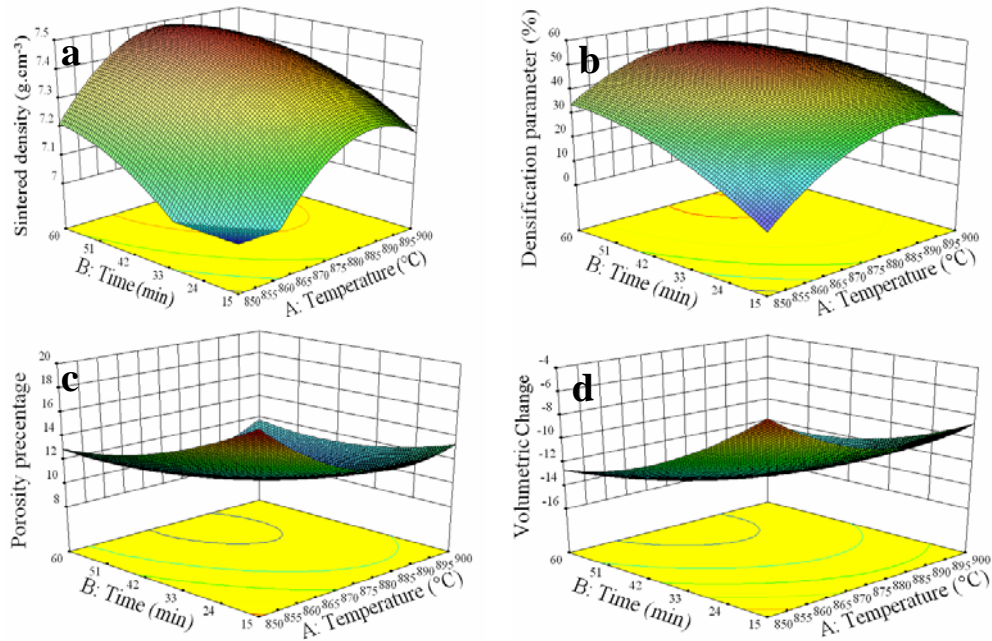 a
Sintered density (g.cm⁻³)
7.5
7.4
7.3
7.2
7.1
7
60
51
42
33
24
15
B: Time (min)
850 855 860 865 870 875 880 885 890 895 900
A: Temperature (°C)
b
Densification parameter (%)
60
50
40
30
20
10
0
60
51
42
33
24
15
B: Time (min)
850 855 860 865 870 875 880 885 890 895 900
A: Temperature (°C)
c
Porosity precentage
20
18
16
14
12
10
8
60
51
42
33
24
15
B: Time (min)
850 855 860 865 870 875 880 885 890 895 900
A: Temperature (°C)
d
Volumetric Change
-4
-6
-8
-10
-12
-14
-16
60
51
42
33
24
15
B: Time (min)
850 855 860 865 870 875 880 885 890 895 900
A: Temperature (°C)